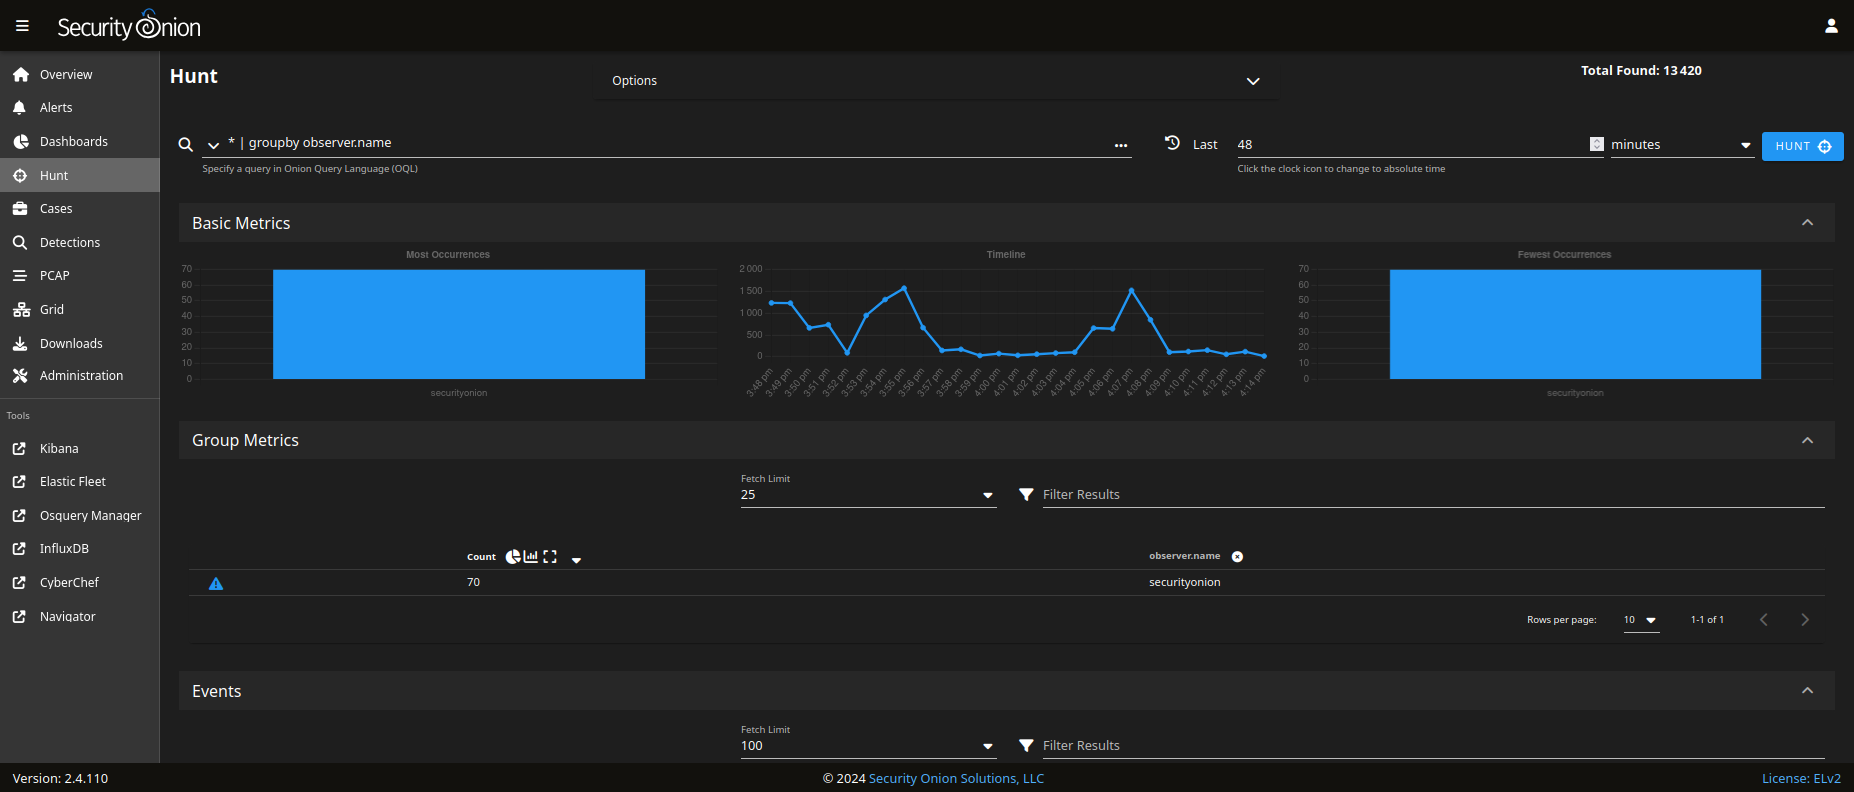 Security Onion
Overview
Alerts
Dashboards
Hunt
Cases
Detections
PCAP
Grid
Downloads
Administration
Tools
Kibana
Elastic Fleet
Osquery Manager
InfluxDB
CyberChef
Navigator
Hunt
Options
Total Found: 13 420
* | groupby observer.name
Specify a query in Onion Query Language (OQL)
Last 48 minutes
Click the clock icon to change to absolute time
HUNT
Basic Metrics
Most Occurrences
70
60
50
40
30
20
10
0
securityonion
Timeline
2 000
1 500
1 000
500
0
3:48 pm
3:49 pm
3:50 pm
3:51 pm
3:52 pm
3:53 pm
3:54 pm
3:55 pm
3:56 pm
3:57 pm
3:58 pm
3:59 pm
4:00 pm
4:01 pm
4:02 pm
4:03 pm
4:04 pm
4:05 pm
4:06 pm
4:07 pm
4:08 pm
4:09 pm
4:10 pm
4:11 pm
4:12 pm
4:13 pm
4:14 pm
Fewest Occurrences
70
60
50
40
30
20
10
0
securityonion
Group Metrics
Fetch Limit
25
Filter Results
Count observer.name
70 securityonion
Rows per page: 10 1-1 of 1
Events
Fetch Limit
100
Filter Results
Version: 2.4.110
© 2024 Security Onion Solutions, LLC
License: ELv2